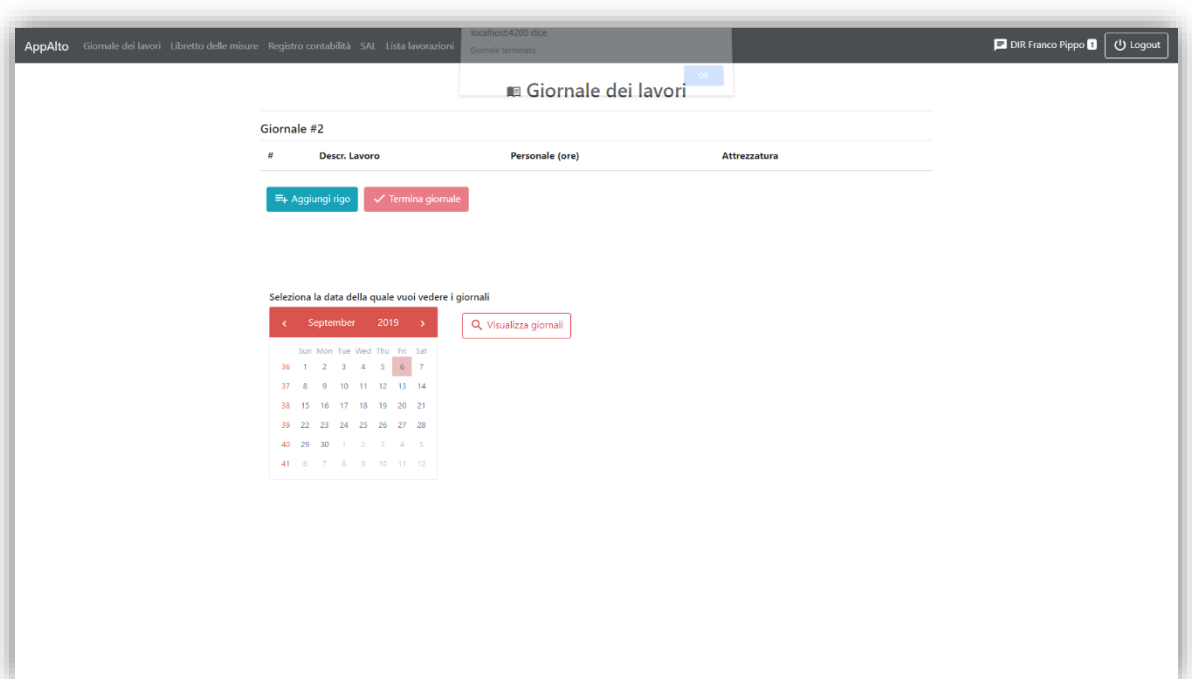 localhost:4200 dice
AppAlto Giornale dei lavori Libretto delle misure Registro contabilità SAL Lista lavorazioni
Giornale terminato
DIR Franco Pippo 1 Logout
OK
Giornale dei lavori
Giornale #2
# Descr. Lavoro Personale (ore) Attrezzatura
Aggiungi rigo Termina giornale
Seleziona la data della quale vuoi vedere i giornali
‹ September 2019 ›
Visualizza giornali
Sun Mon Tue Wed Thu Fri Sat
36 1 2 3 4 5 6 7
37 8 9 10 11 12 13 14
38 15 16 17 18 19 20 21
39 22 23 24 25 26 27 28
40 29 30 1 2 3 4 5
41 6 7 8 9 10 11 12